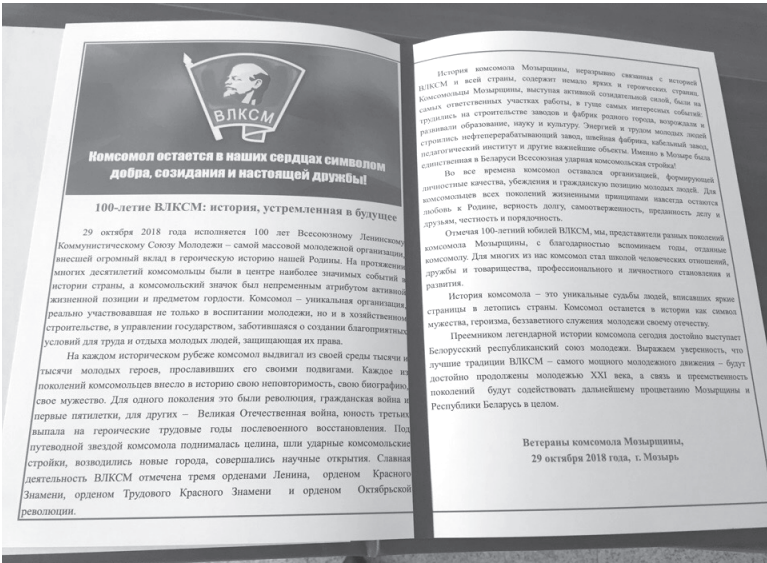 ВЛКСМ
Комсомол остается в наших сердцах символом
добра, созидания и настоящей дружбы!
100-летие ВЛКСМ: история, устремленная в будущее
29 октября 2018 года исполняется 100 лет Всесоюзному Ленинскому
Коммунистическому Союзу Молодежи – самой массовой молодежной организации,
внесшей огромный вклад в героическую историю нашей Родины. На протяжении
многих десятилетий комсомольцы были в центре наиболее значимых событий в
истории страны, а комсомольский значок был непременным атрибутом активной
жизненной позиции и предметом гордости. Комсомол – уникальная организация,
реально участвовавшая не только в воспитании молодежи, но и в хозяйственном
строительстве, в управлении государством, заботившаяся о создании благоприятных
условий для труда и отдыха молодых людей, защищающая их права.
На каждом историческом рубеже комсомол выдвигал из своей среды тысячи и
тысячи молодых героев, прославивших его своими подвигами. Каждое из
поколений комсомольцев внесло в историю свою неповторимость, свою биографию,
свое мужество. Для одного поколения это были революция, гражданская война и
первые пятилетки, для других – Великая Отечественная война, юность третьих
выпала на героические трудовые годы послевоенного восстановления. Под
путеводной звездой комсомола поднималась целина, шли ударные комсомольские
стройки, возводились новые города, совершались научные открытия. Славная
деятельность ВЛКСМ отмечена тремя орденами Ленина, орденом Красного
Знамени, орденом Трудового Красного Знамени и орденом Октябрьской
революции.
История комсомола Мозырщины, неразрывно связанная с историей
ВЛКСМ и всей страны, содержит немало ярких и героических страниц.
Комсомольцы Мозырщины, выступая активной созидательной силой, были на
самых ответственных участках работы, в гуще самых интересных событий:
трудились на строительстве заводов и фабрик родного города, возрождали и
развивали образование, науку и культуру. Энергией и трудом молодых людей
строились нефтеперерабатывающий завод, швейная фабрика, кабельный завод,
педагогический институт и другие важнейшие объекты. Именно в Мозыре была
единственная в Беларуси Всесоюзная ударная комсомольская стройка!
Во все времена комсомол оставался организацией, формирующей
личностные качества, убеждения и гражданскую позицию молодых людей. Для
комсомольцев всех поколений жизненными принципами навсегда остаются
любовь к Родине, верность долгу, самоотверженность, преданность делу и
друзьям, честность и порядочность.
Отмечая 100-летний юбилей ВЛКСМ, мы, представители разных поколений
комсомола Мозырщины, с благодарностью вспоминаем годы, отданные
комсомолу. Для многих из нас комсомол стал школой человеческих отношений,
дружбы и товарищества, профессионального и личностного становления и
развития.
История комсомола – это уникальные судьбы людей, вписавших яркие
страницы в летопись страны. Комсомол останется в истории как символ
мужества, героизма, беззаветного служения молодежи своему отечеству.
Преемником легендарной истории комсомола сегодня достойно выступает
Белорусский республиканский союз молодежи. Выражаем уверенность, что
лучшие традиции ВЛКСМ – самого мощного молодежного движения – будут
достойно продолжены молодежью XXI века, а связь и преемственность
поколений будут содействовать дальнейшему процветанию Мозырщины и
Республики Беларусь в целом.
Ветераны комсомола Мозырщины,
29 октября 2018 года, г. Мозырь